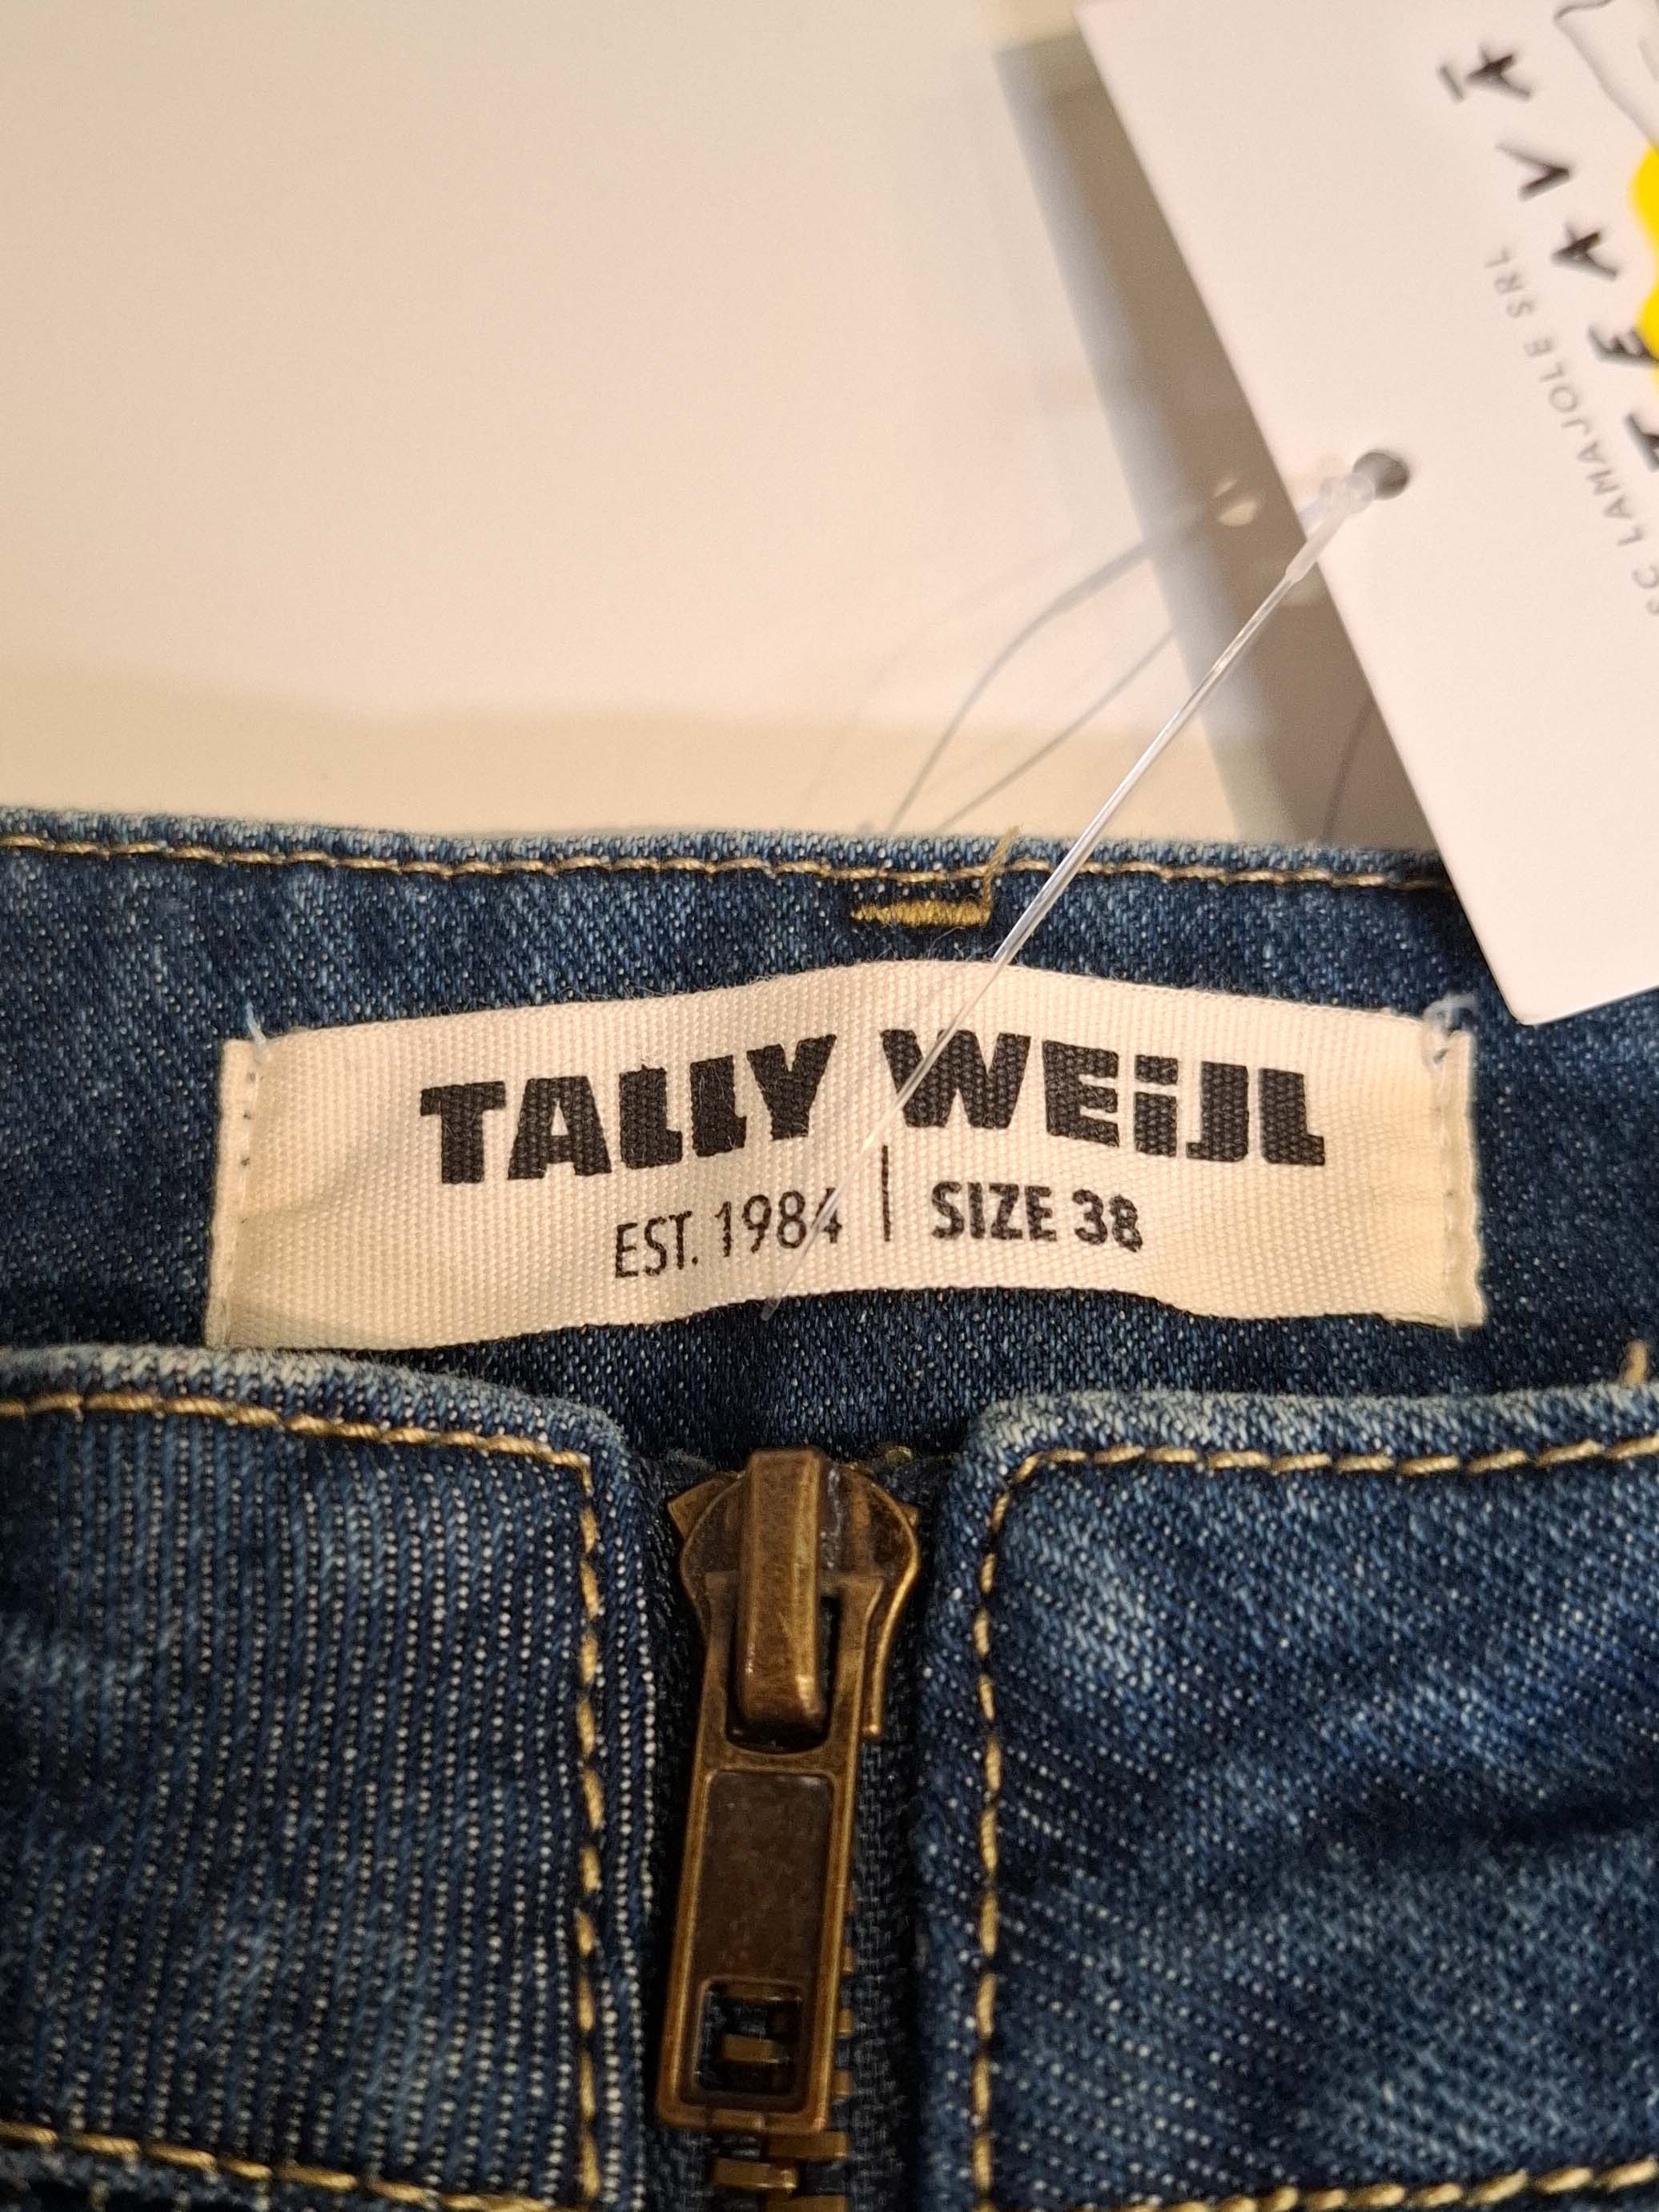 TALLY WEiJL
EST. 1984 | SIZE 38
SC LAMAJOLE SRL